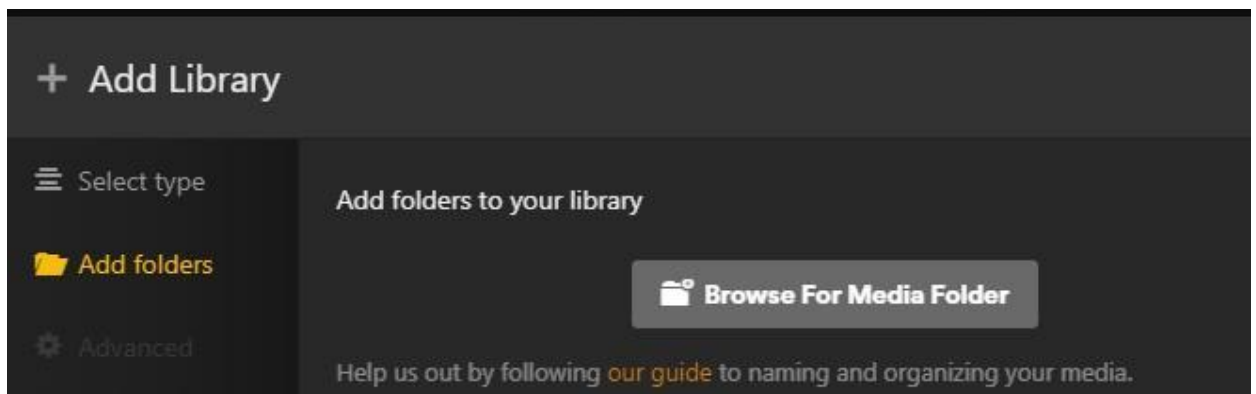 Add Library
Select type
Add folders to your library
Add folders
Browse For Media Folder
Advanced
Help us out by following our guide to naming and organizing your media.